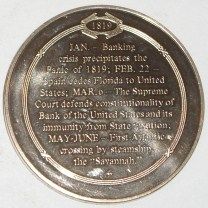 1819
JAN. – Banking
crisis precipitates the
Panic of 1819; FEB. 22 –
Spain cedes Florida to United
States; MAR. 6 – The Supreme
Court defends constitutionality of
Bank of the United States and its
immunity from State taxation;
MAY-JUNE – First Atlantic
crossing by steamship,
the "Savannah."